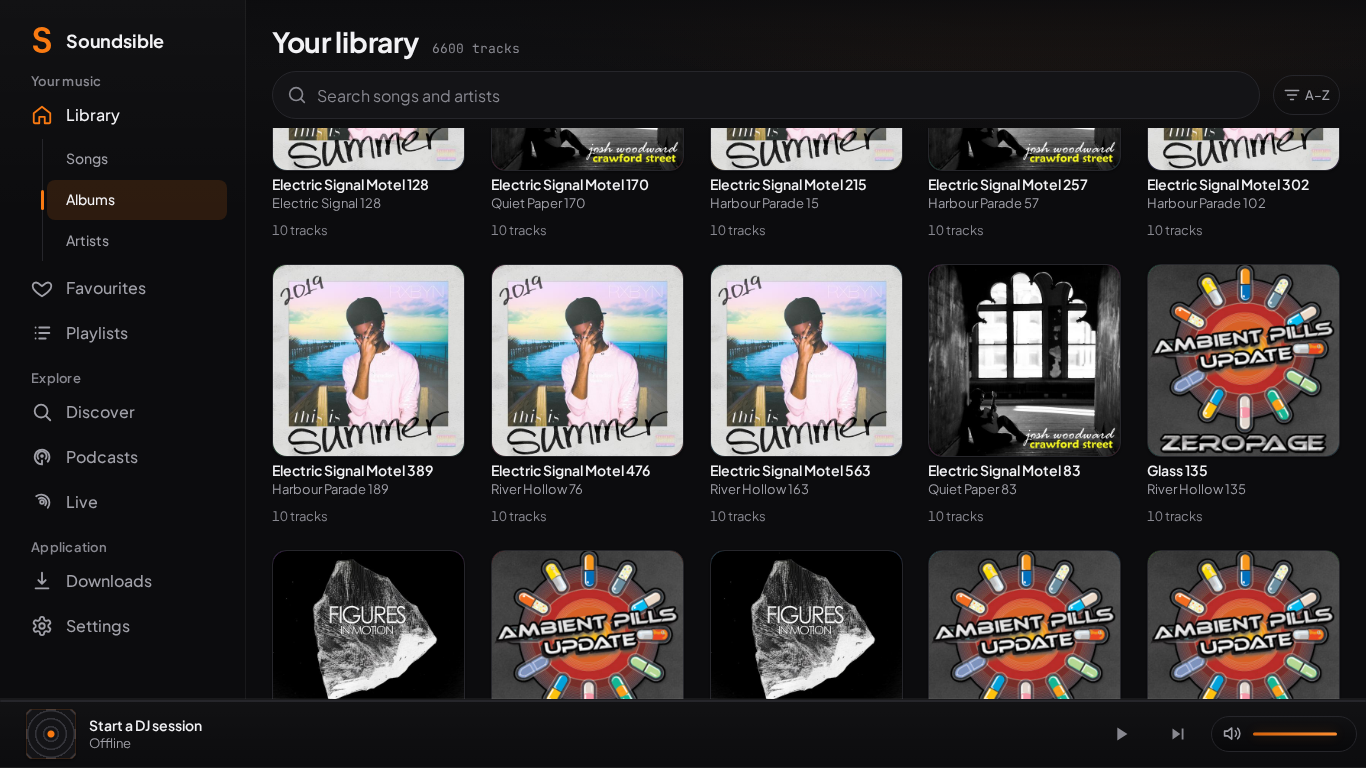 S Soundsible
Your music
Library
Songs
Albums
Artists
Favourites
Playlists
Explore
Discover
Podcasts
Live
Application
Downloads
Settings
Your library 6600 tracks
Search songs and artists
A–Z
this is summer
josh woodward
crawford street
this is summer
josh woodward
crawford street
this is summer
Electric Signal Motel 128
Electric Signal 128
10 tracks
Electric Signal Motel 170
Quiet Paper 170
10 tracks
Electric Signal Motel 215
Harbour Parade 15
10 tracks
Electric Signal Motel 257
Harbour Parade 57
10 tracks
Electric Signal Motel 302
Harbour Parade 102
10 tracks
2019
this is
summer
2019
this is
summer
2019
this is
summer
josh woodward
crawford street
AMBIENT PILLS
UPDATE
ZEROPAGE
Electric Signal Motel 389
Harbour Parade 189
10 tracks
Electric Signal Motel 476
River Hollow 76
10 tracks
Electric Signal Motel 563
River Hollow 163
10 tracks
Electric Signal Motel 83
Quiet Paper 83
10 tracks
Glass 135
River Hollow 135
10 tracks
FIGURES
IN MOTION
AMBIENT PILLS
UPDATE
FIGURES
IN MOTION
AMBIENT PILLS
UPDATE
AMBIENT PILLS
UPDATE
Start a DJ session
Offline